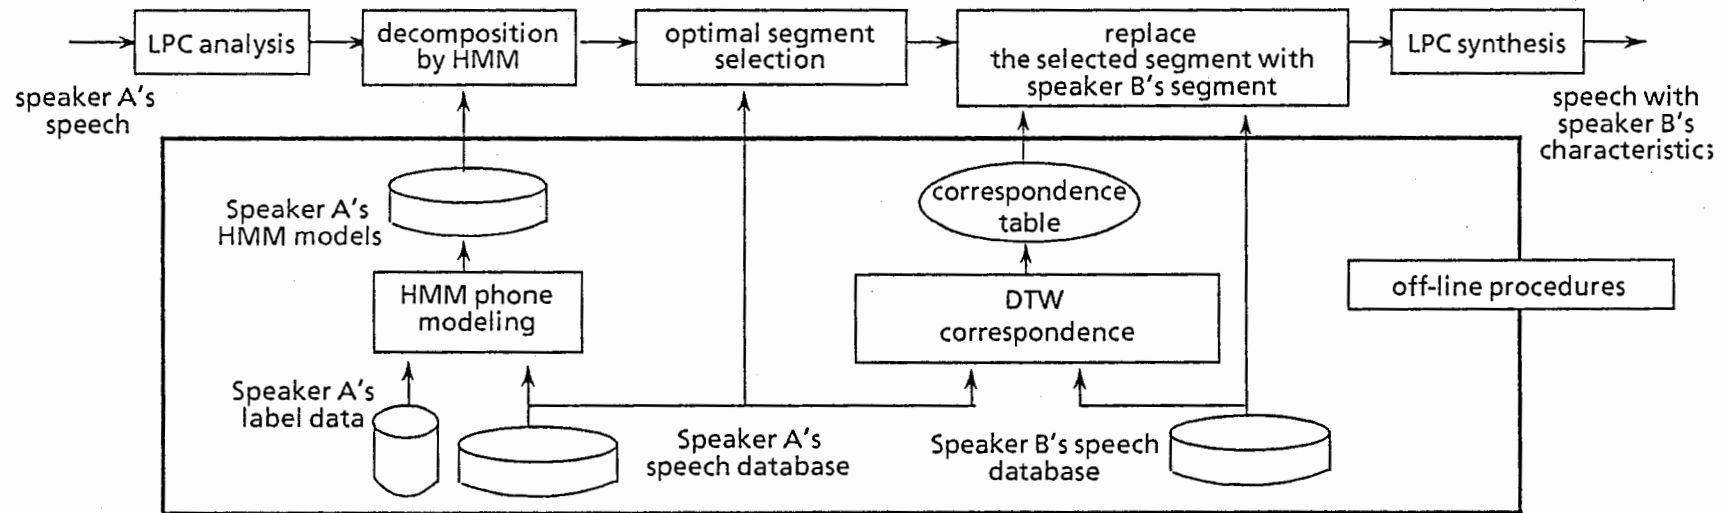 LPC analysis
decomposition
by HMM
optimal segment
selection
replace
the selected segment with
speaker B's segment
LPC synthesis
speaker A's
speech
speech with
speaker B's
characteristics
Speaker A's
HMM models
correspondence
table
HMM phone
modeling
DTW
correspondence
off-line procedures
Speaker A's
label data
Speaker A's
speech database
Speaker B's speech
database